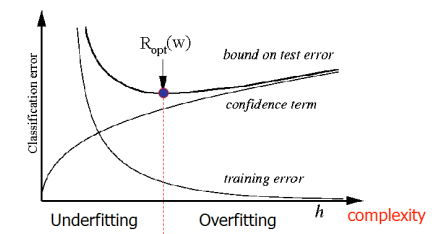 R_opt(w)
bound on test error
Classification error
confidence term
training error
Underfitting
Overfitting
h
complexity